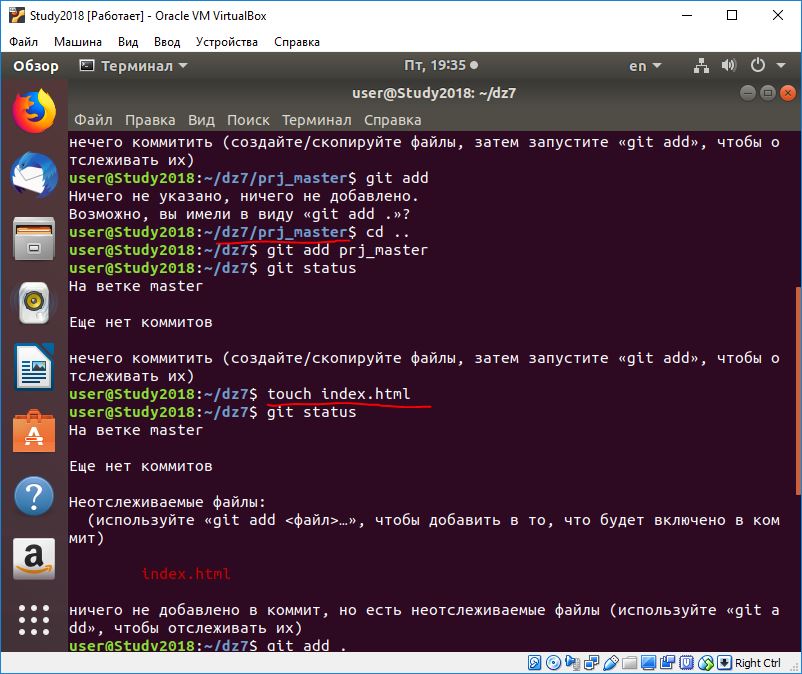 Study2018 [Работает] - Oracle VM VirtualBox
Файл Машина Вид Ввод Устройства Справка
Обзор Терминал Пт, 19:35 en
user@Study2018: ~/dz7
Файл Правка Вид Поиск Терминал Справка
нечего коммитить (создайте/скопируйте файлы, затем запустите «git add», чтобы о
тслеживать их)
user@Study2018:~/dz7/prj_master$ git add
Ничего не указано, ничего не добавлено.
Возможно, вы имели в виду «git add .»?
user@Study2018:~/dz7/prj_master$ cd ..
user@Study2018:~/dz7$ git add prj_master
user@Study2018:~/dz7$ git status
На ветке master
Еще нет коммитов
нечего коммитить (создайте/скопируйте файлы, затем запустите «git add», чтобы о
тслеживать их)
user@Study2018:~/dz7$ touch index.html
user@Study2018:~/dz7$ git status
На ветке master
Еще нет коммитов
Неотслеживаемые файлы:
(используйте «git add <файл>…», чтобы добавить в то, что будет включено в ком
мит)
index.html
ничего не добавлено в коммит, но есть неотслеживаемые файлы (используйте «git a
dd», чтобы отслеживать их)
user@Study2018:~/dz7$ git add .
Right Ctrl